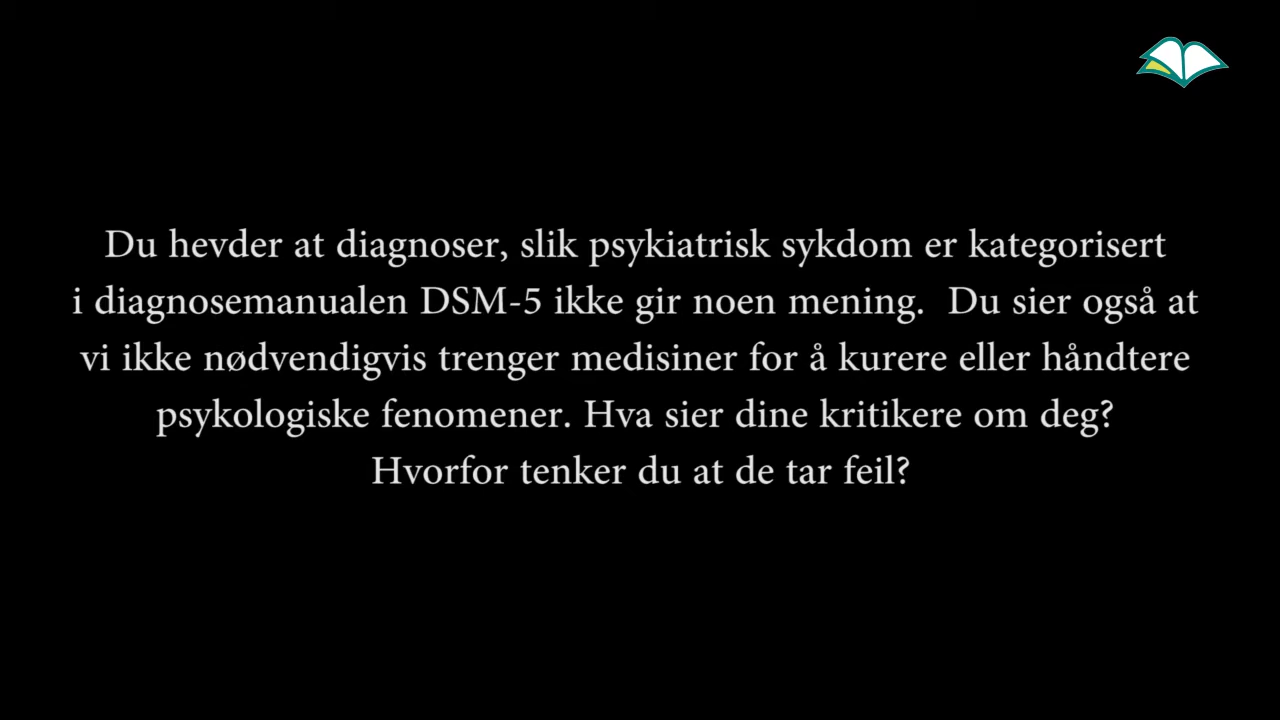 Du hevder at diagnoser, slik psykiatrisk sykdom er kategorisert
i diagnosemanualen DSM-5 ikke gir noen mening.  Du sier også at
vi ikke nødvendigvis trenger medisiner for å kurere eller håndtere
psykologiske fenomener. Hva sier dine kritikere om deg?
Hvorfor tenker du at de tar feil?